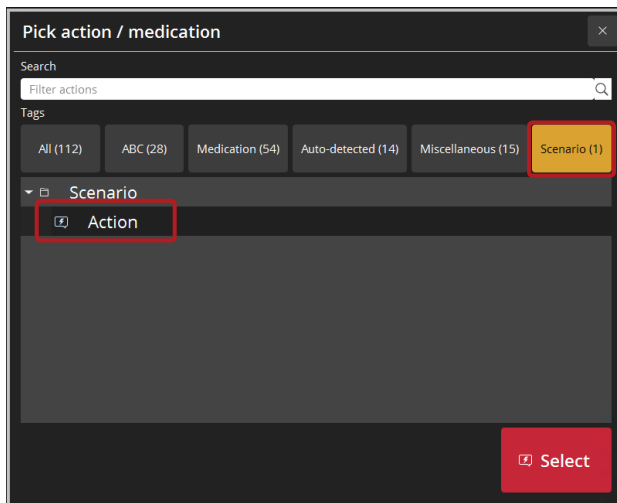 Pick action / medication
Search
Filter actions
Tags
All (112) ABC (28) Medication (54) Auto-detected (14) Miscellaneous (15) Scenario (1)
Scenario
Action
Select